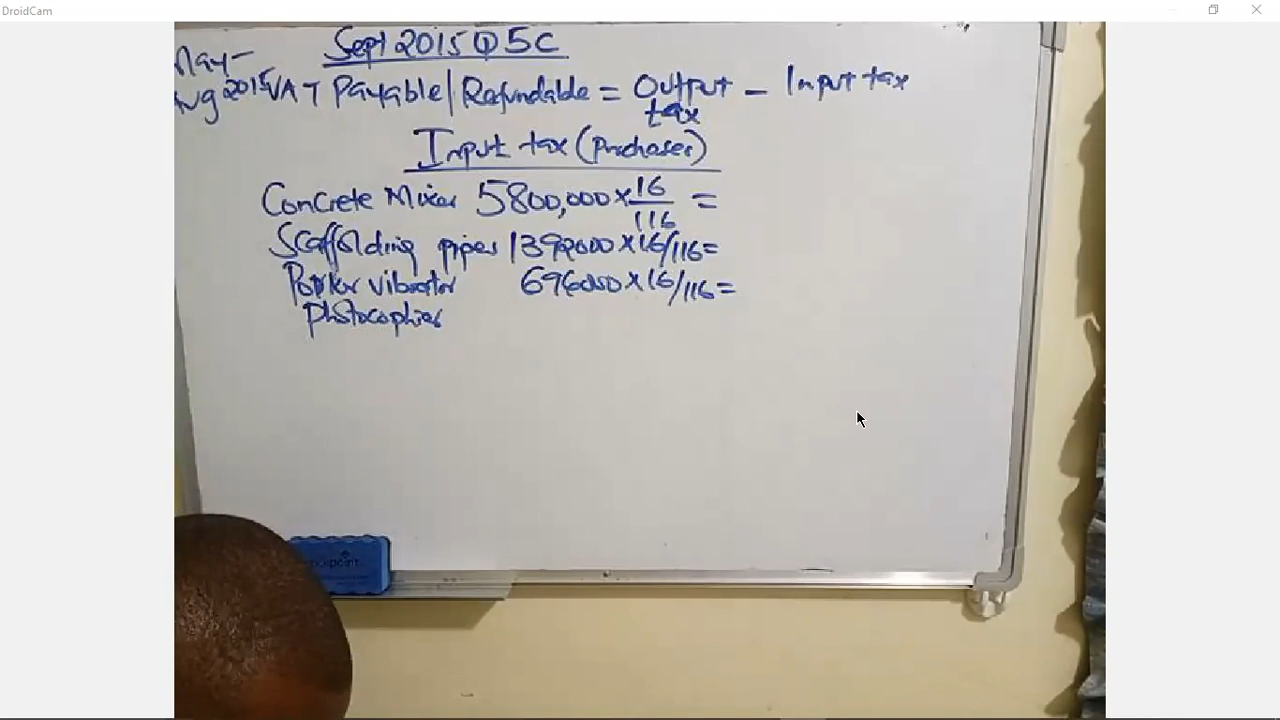 DroidCam
Sept 2015 Q5C
May-
Aug 2015 VAT Payable/Refundable = Output tax - Input tax
Input tax (Purchases)
Concrete Mixer 5800,000 x 16/116 =
Scaffolding pipes 1392000 x 16/116 =
Poker vibrator 696000 x 16/116 =
photocopier